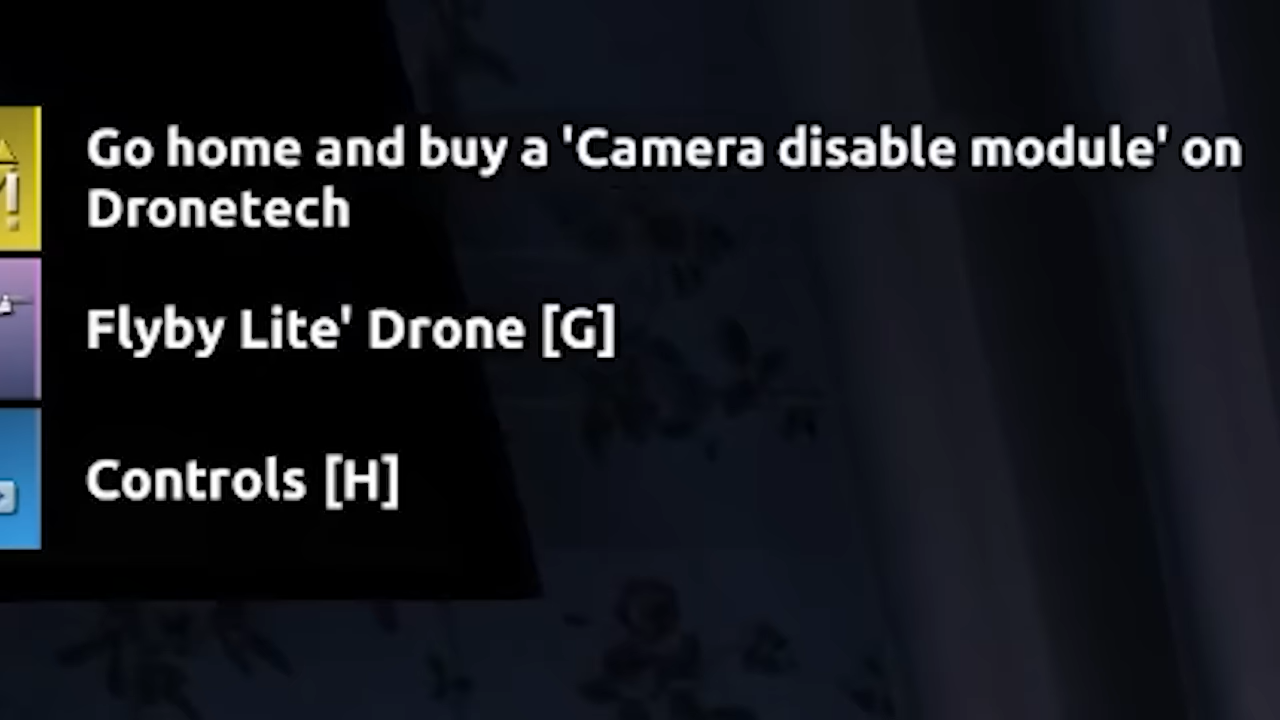 Go home and buy a 'Camera disable module' on
Dronetech
Flyby Lite' Drone [G]
Controls [H]